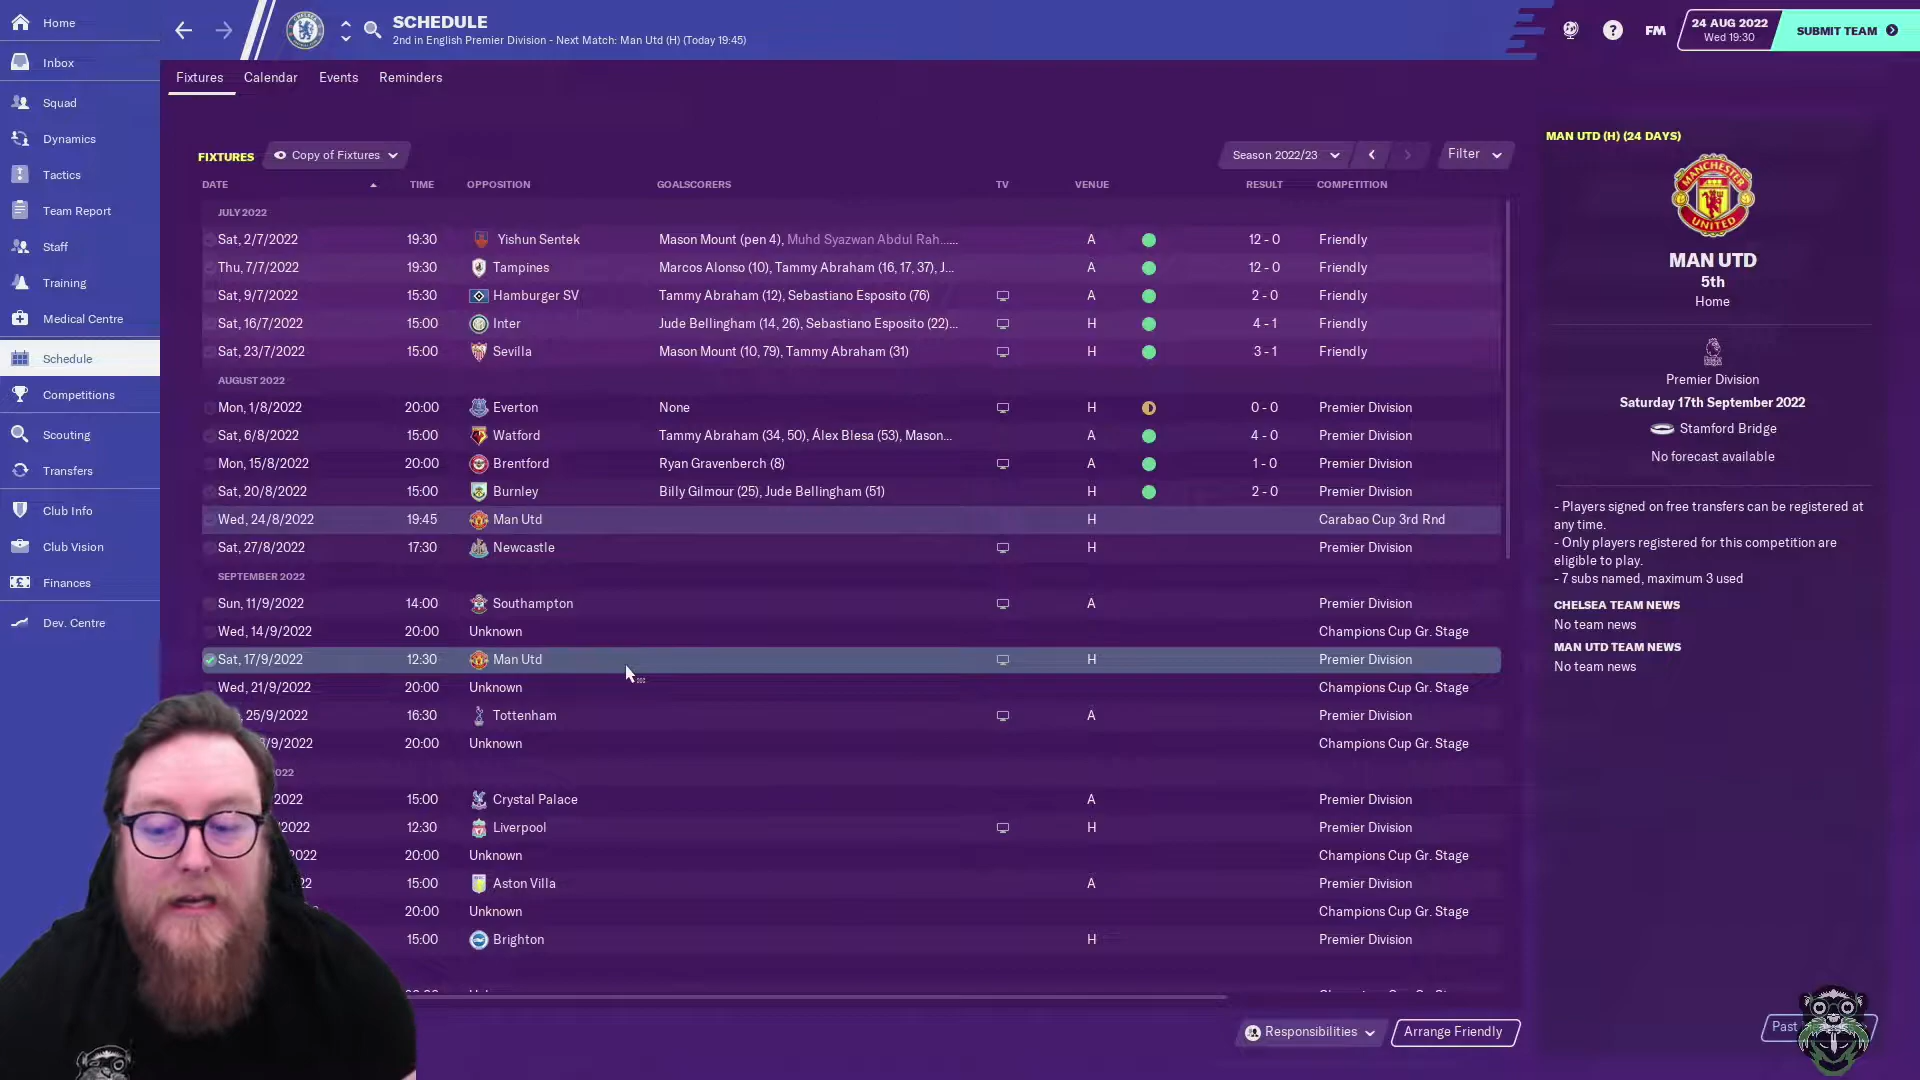 Home
Inbox
Squad
Dynamics
Tactics
Team Report
Staff
Training
Medical Centre
Schedule
Competitions
Scouting
Transfers
Club Info
Club Vision
Finances
Dev. Centre
SCHEDULE
2nd in English Premier Division - Next Match: Man Utd (H) (Today 19:45)
FM
24 AUG 2022
Wed 19:30
SUBMIT TEAM
Fixtures Calendar Events Reminders
FIXTURES Copy of Fixtures Season 2022/23 Filter
DATE TIME OPPOSITION GOALSCORERS TV VENUE RESULT COMPETITION
JULY 2022
Sat, 2/7/2022 19:30 Yishun Sentek Mason Mount (pen 4), Muhd Syazwan Abdul Rah...... A 12 - 0 Friendly
Thu, 7/7/2022 19:30 Tampines Marcos Alonso (10), Tammy Abraham (16, 17, 37), J... A 12 - 0 Friendly
Sat, 9/7/2022 15:30 Hamburger SV Tammy Abraham (12), Sebastiano Esposito (76) A 2 - 0 Friendly
Sat, 16/7/2022 15:00 Inter Jude Bellingham (14, 26), Sebastiano Esposito (22)... H 4 - 1 Friendly
Sat, 23/7/2022 15:00 Sevilla Mason Mount (10, 79), Tammy Abraham (31) H 3 - 1 Friendly
AUGUST 2022
Mon, 1/8/2022 20:00 Everton None H 0 - 0 Premier Division
Sat, 6/8/2022 15:00 Watford Tammy Abraham (34, 50), Álex Blesa (53), Mason... A 4 - 0 Premier Division
Mon, 15/8/2022 20:00 Brentford Ryan Gravenberch (8) A 1 - 0 Premier Division
Sat, 20/8/2022 15:00 Burnley Billy Gilmour (25), Jude Bellingham (51) H 2 - 0 Premier Division
Wed, 24/8/2022 19:45 Man Utd H Carabao Cup 3rd Rnd
Sat, 27/8/2022 17:30 Newcastle H Premier Division
SEPTEMBER 2022
Sun, 11/9/2022 14:00 Southampton A Premier Division
Wed, 14/9/2022 20:00 Unknown Champions Cup Gr. Stage
Sat, 17/9/2022 12:30 Man Utd H Premier Division
Wed, 21/9/2022 20:00 Unknown Champions Cup Gr. Stage
25/9/2022 16:30 Tottenham A Premier Division
/9/2022 20:00 Unknown Champions Cup Gr. Stage
2022
2022 15:00 Crystal Palace A Premier Division
/2022 12:30 Liverpool H Premier Division
2022 20:00 Unknown Champions Cup Gr. Stage
22 15:00 Aston Villa A Premier Division
20:00 Unknown Champions Cup Gr. Stage
15:00 Brighton H Premier Division
Responsibilities Arrange Friendly
MAN UTD (H) (24 DAYS)
MANCHESTER
UNITED
MAN UTD
5th
Home
Premier Division
Saturday 17th September 2022
Stamford Bridge
No forecast available
- Players signed on free transfers can be registered at
any time.
- Only players registered for this competition are
eligible to play.
- 7 subs named, maximum 3 used
CHELSEA TEAM NEWS
No team news
MAN UTD TEAM NEWS
No team news
Past